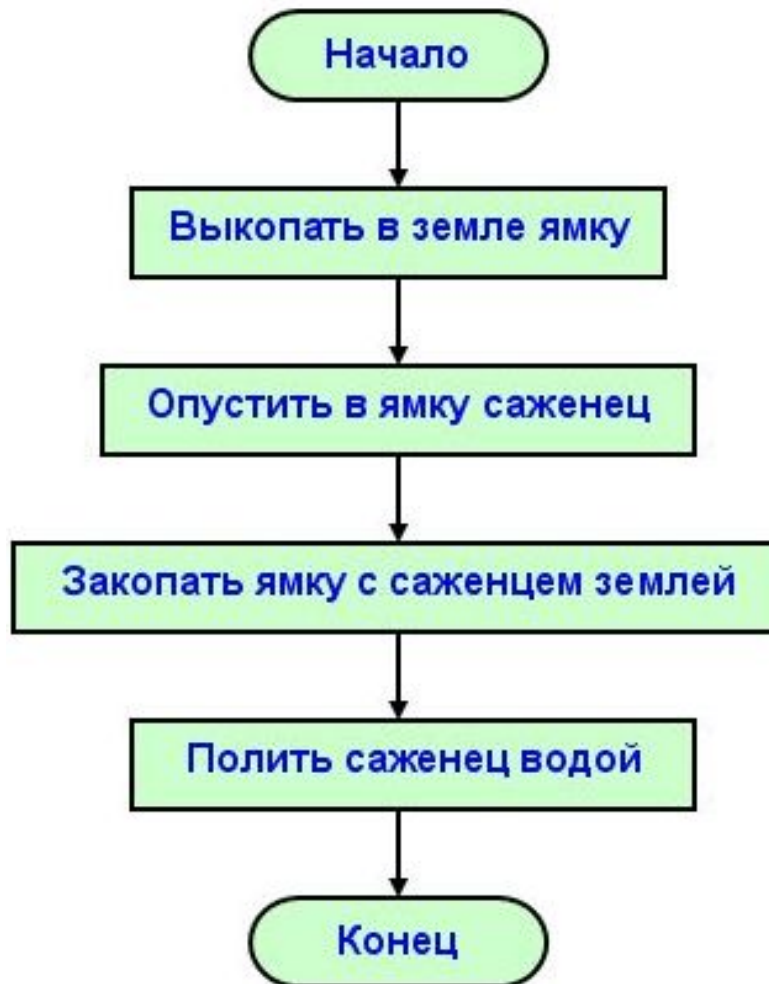 Начало
Выкопать в земле ямку
Опустить в ямку саженец
Закопать ямку с саженцем землей
Полить саженец водой
Конец